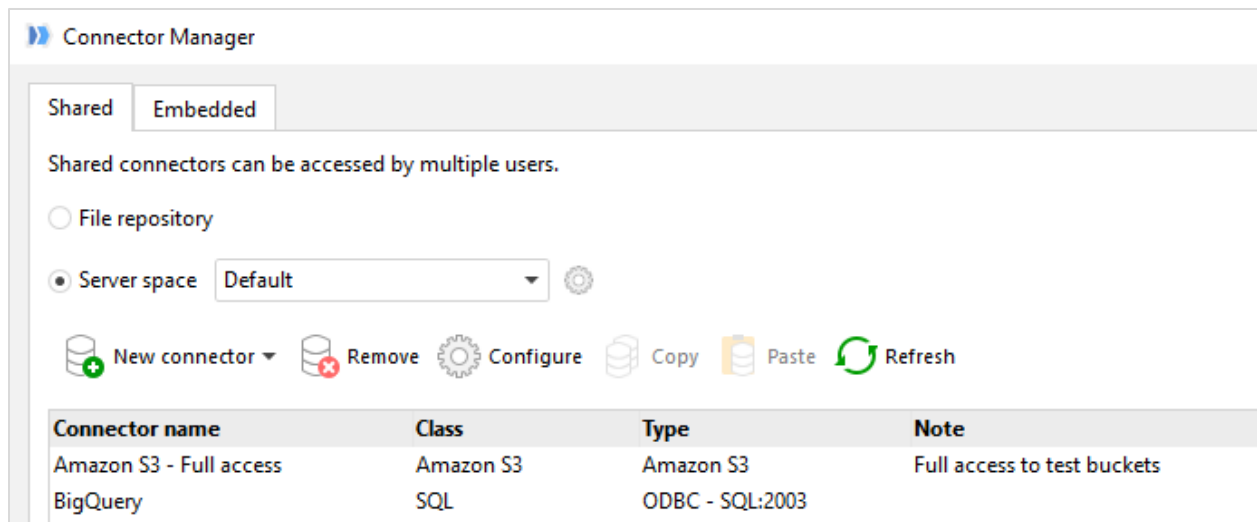 Connector Manager
Shared Embedded
Shared connectors can be accessed by multiple users.
File repository
Server space Default
New connector Remove Configure Copy Paste Refresh
Connector name Class Type Note
Amazon S3 - Full access Amazon S3 Amazon S3 Full access to test buckets
BigQuery SQL ODBC - SQL:2003